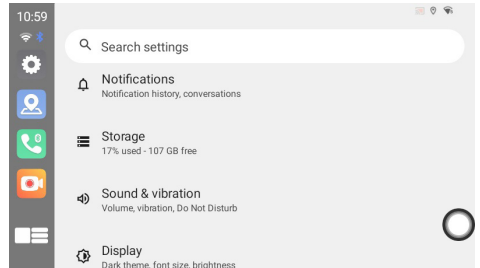 10:59
Search settings
Notifications
Notification history, conversations
Storage
17% used - 107 GB free
Sound & vibration
Volume, vibration, Do Not Disturb
Display
Dark theme, font size, brightness